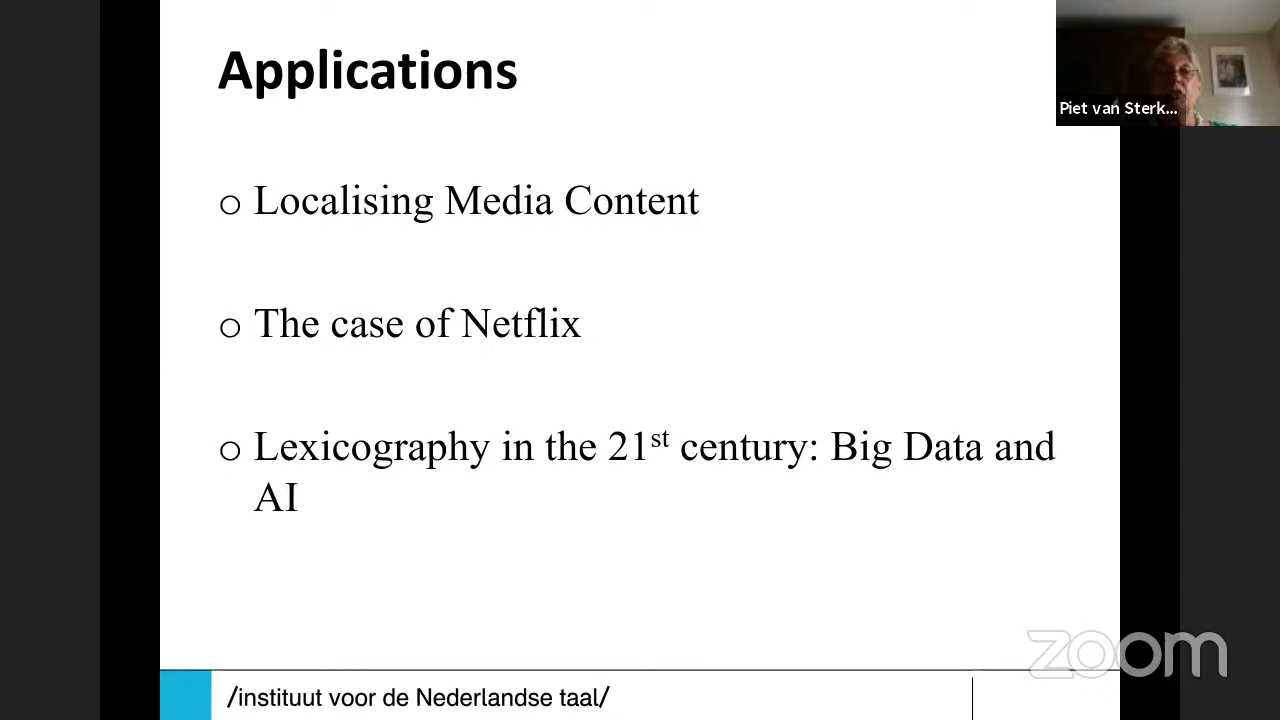 Applications
Piet van Sterk...
o Localising Media Content
o The case of Netflix
o Lexicography in the 21st century: Big Data and
AI
zoom
/instituut voor de Nederlandse taal/